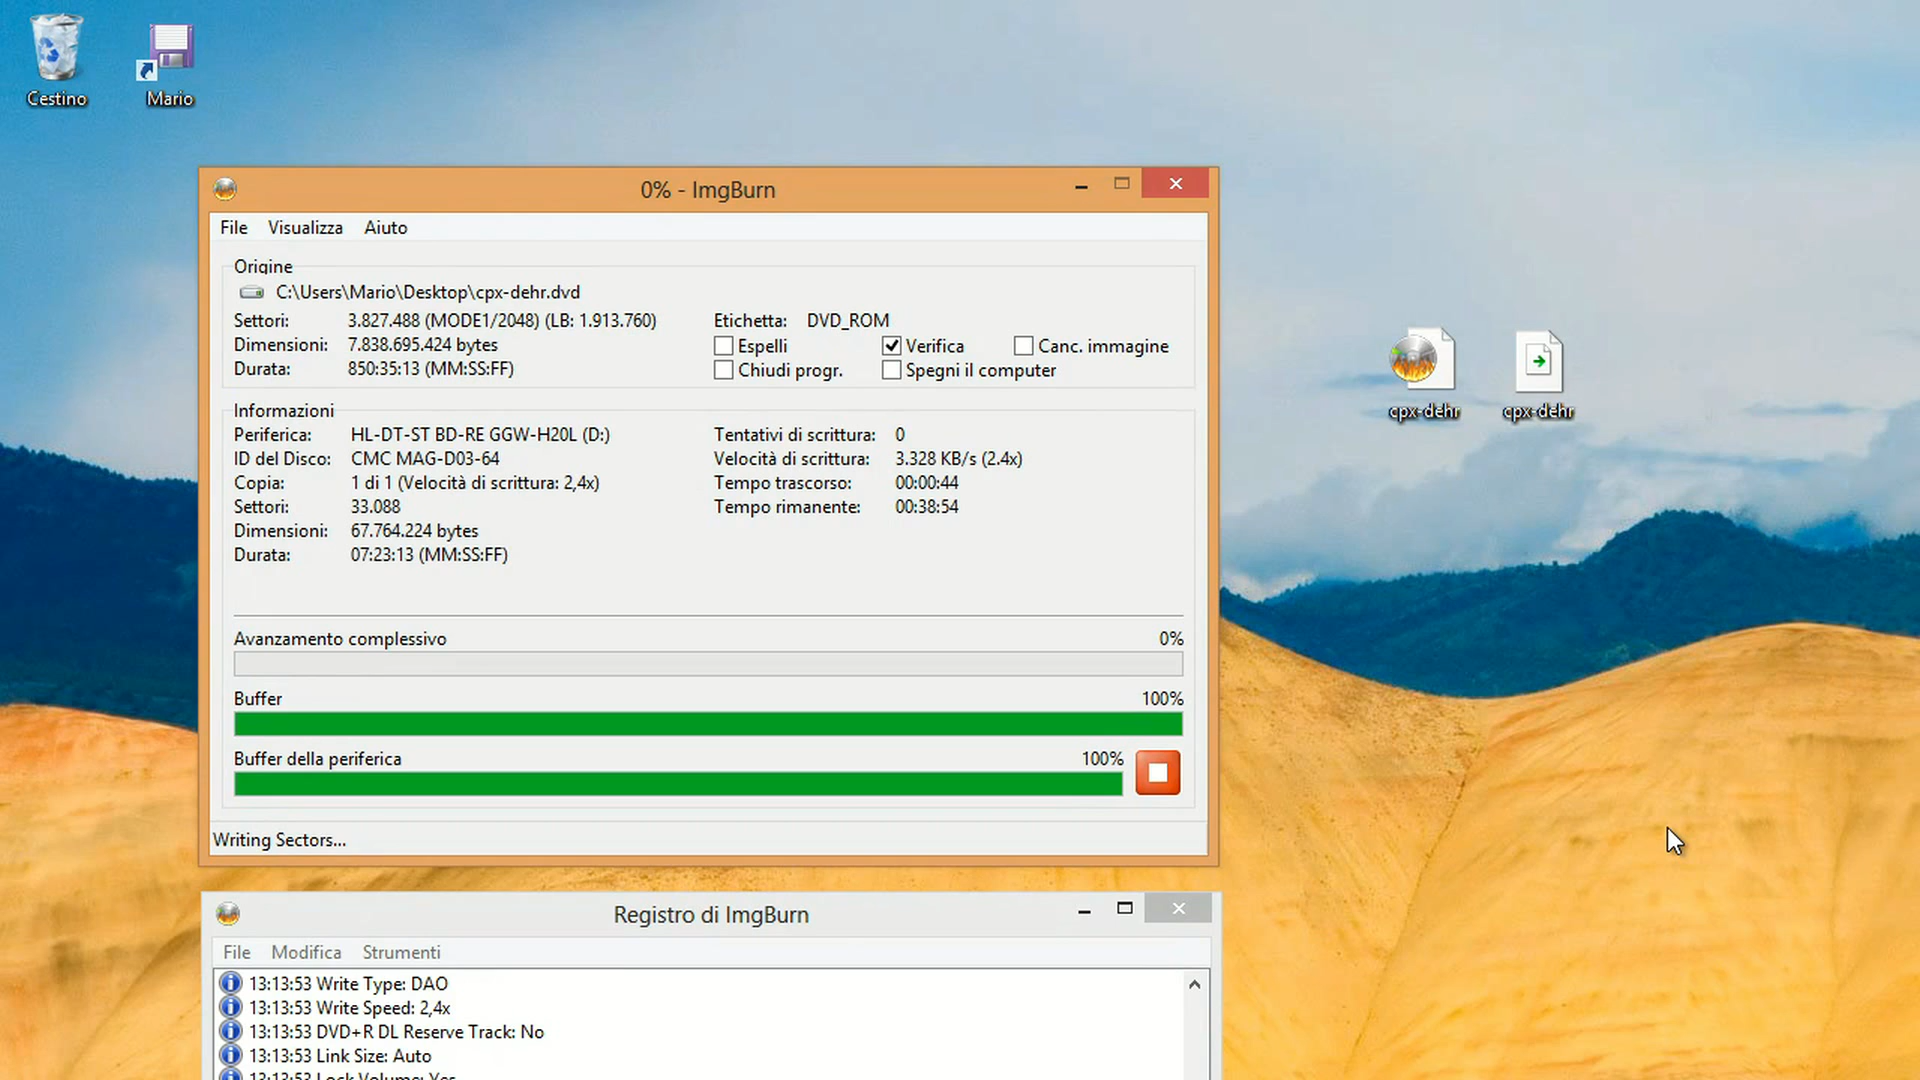 Cestino
Mario
0% - ImgBurn
File Visualizza Aiuto
Origine
C:\Users\Mario\Desktop\cpx-dehr.dvd
Settori: 3.827.488 (MODE1/2048) (LB: 1.913.760) Etichetta: DVD_ROM
Dimensioni: 7.838.695.424 bytes Espelli Verifica Canc. immagine
Durata: 850:35:13 (MM:SS:FF) Chiudi progr. Spegni il computer
Informazioni
Periferica: HL-DT-ST BD-RE GGW-H20L (D:) Tentativi di scrittura: 0
ID del Disco: CMC MAG-D03-64 Velocità di scrittura: 3.328 KB/s (2.4x)
Copia: 1 di 1 (Velocità di scrittura: 2,4x) Tempo trascorso: 00:00:44
Settori: 33.088 Tempo rimanente: 00:38:54
Dimensioni: 67.764.224 bytes
Durata: 07:23:13 (MM:SS:FF)
Avanzamento complessivo 0%
Buffer 100%
Buffer della periferica 100%
Writing Sectors...
cpx-dehr
cpx-dehr
Registro di ImgBurn
File Modifica Strumenti
13:13:53 Write Type: DAO
13:13:53 Write Speed: 2,4x
13:13:53 DVD+R DL Reserve Track: No
13:13:53 Link Size: Auto
13:13:53 Lock Volume: Yes